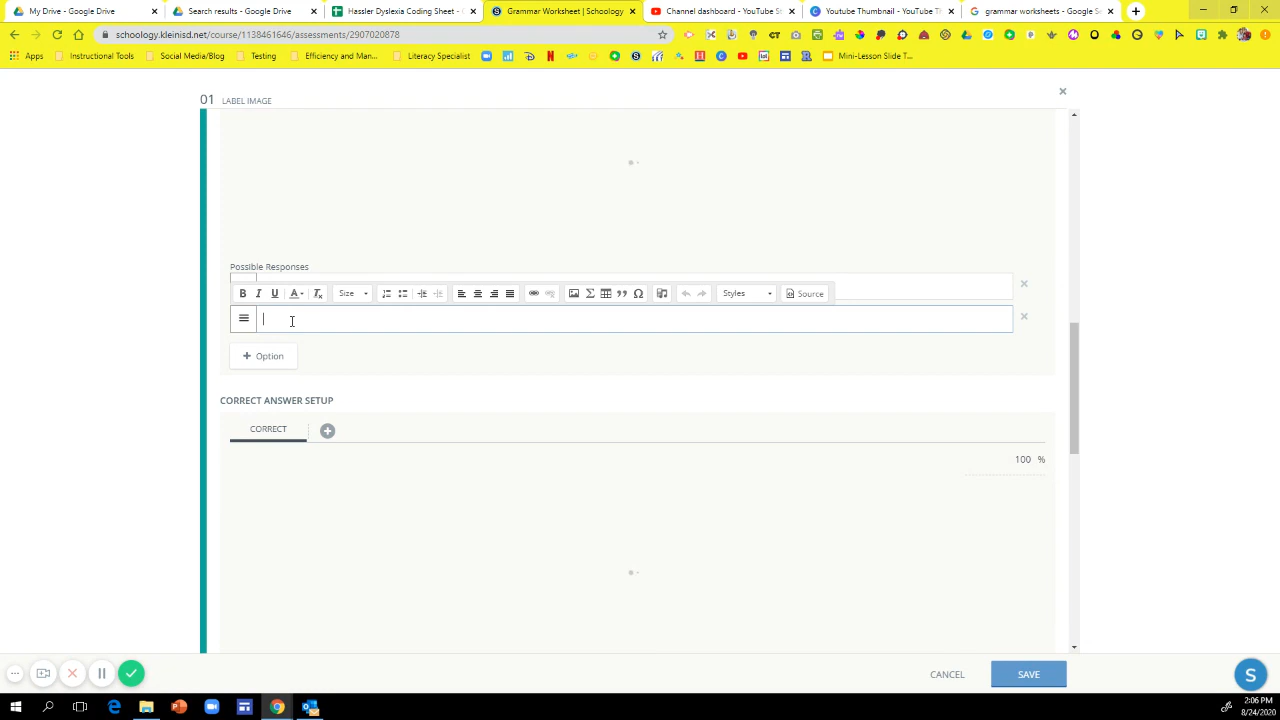 My Drive - Google Drive
Search results - Google Drive
Hassler Dyslexia Coding Sheet - G
Grammar Worksheet | Schoology
Channel dashboard - YouTube St
Youtube Thumbnail - YouTube Th
grammar worksheets - Google Se
schoology.kleinisd.net/course/1138461646/assessments/2907020878
Apps
Instructional Tools
Social Media/Blog
Testing
Efficiency and Man...
Literacy Specialist
Mini-Lesson Slide T...
01 LABEL IMAGE
Possible Responses
B I U A Tx Size Styles Source
+ Option
CORRECT ANSWER SETUP
CORRECT
100 %
CANCEL
SAVE
S
2:06 PM
8/24/2020